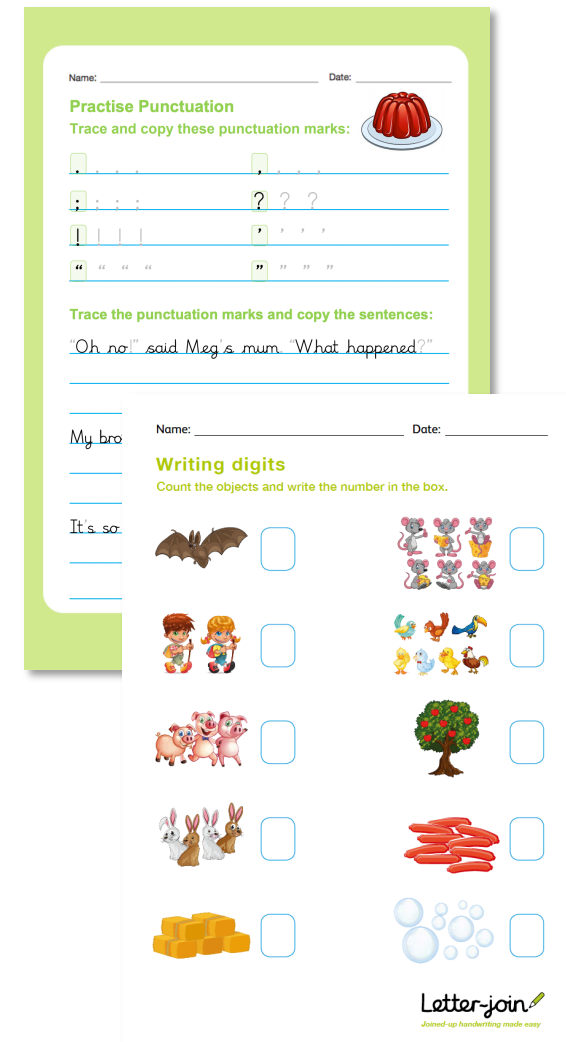 Name: Date:
Practise Punctuation
Trace and copy these punctuation marks:
. . . . , . . .
; ; ; ; ? ? ?
! ! ! ! ’ ’ ’ ’
“ “ “ “ ” ” ” ”
Trace the punctuation marks and copy the sentences:
“Oh no!” said Meg’s mum. “What happened?”
My bro
It’s so
Name: Date:
Writing digits
Count the objects and write the number in the box.
Letter-join
Joined-up handwriting made easy